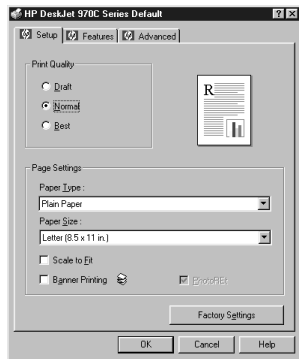 HP DeskJet 970C Series Default
Setup Features Advanced
Print Quality
Draft
Normal
Best
R
Page Settings
Paper Type :
Plain Paper
Paper Size :
Letter (8.5 x 11 in.)
Scale to Fit
Banner Printing PhotoREt
Factory Settings
OK Cancel Help